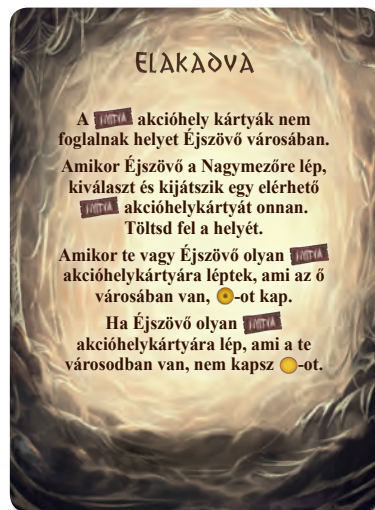 ELAKADVA
A akcióhely kártyák nem
foglalnak helyet Éjszövő városában.
Amikor Éjszövő a Nagymezőre lép,
kiválaszt és kijátszik egy elérhető
akcióhelykártyát onnan.
Töltsd fel a helyét.
Amikor te vagy Éjszövő olyan
akcióhelykártyára léptek, ami az ő
városában van, -ot kap.
Ha Éjszövő olyan
akcióhelykártyára lép, ami a te
városodban van, nem kapsz -ot.